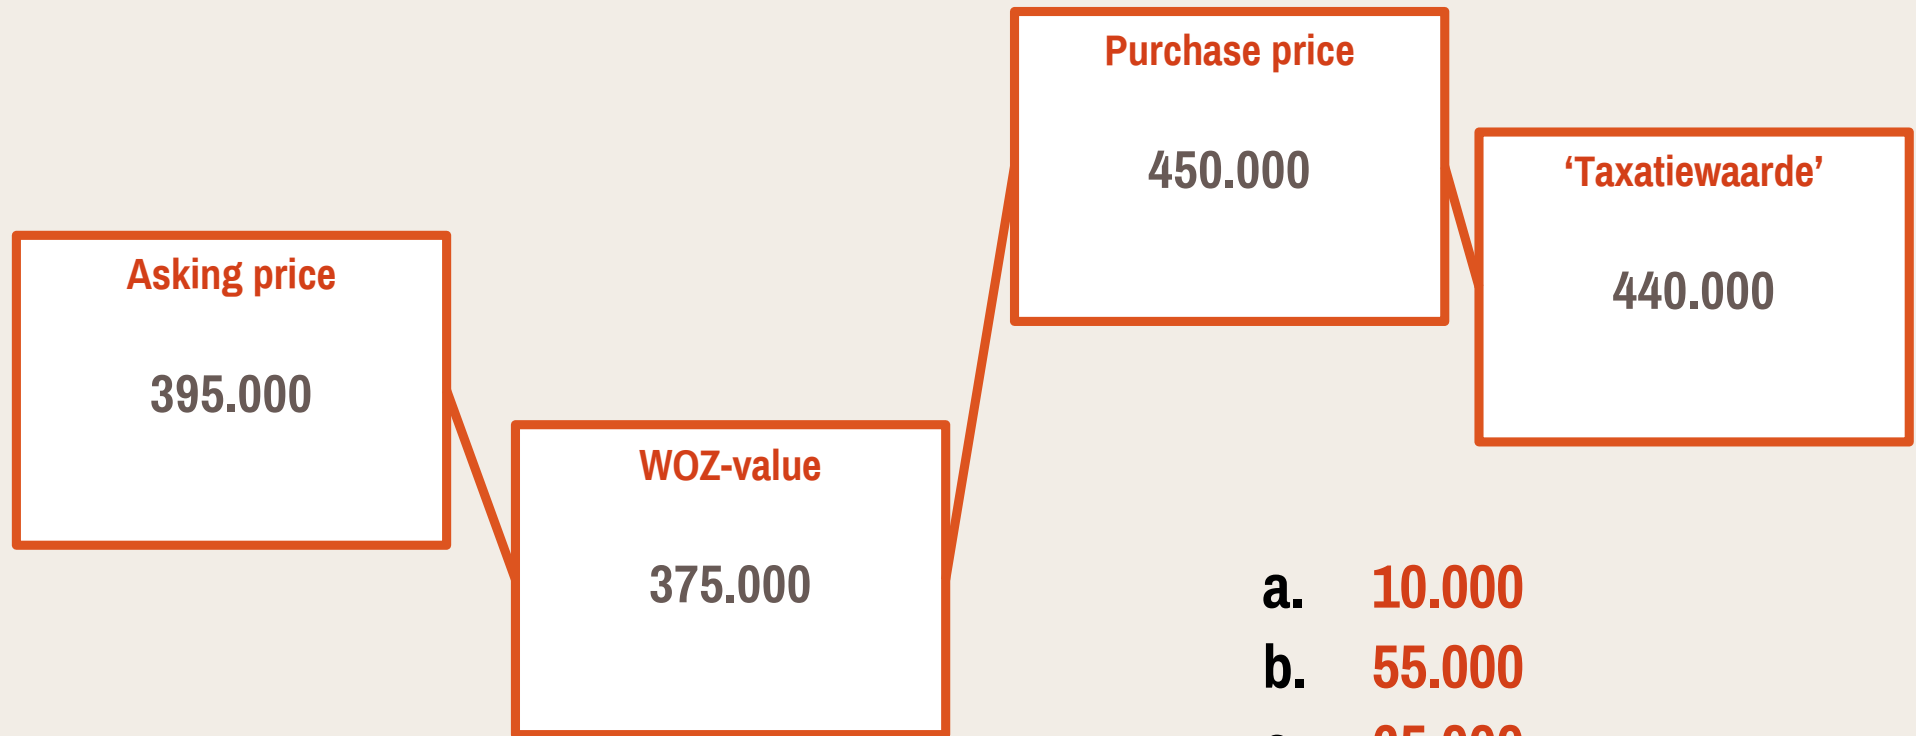 Asking price
395.000
WOZ-value
375.000
Purchase price
450.000
‘Taxatiewaarde’
440.000
a. 10.000
b. 55.000